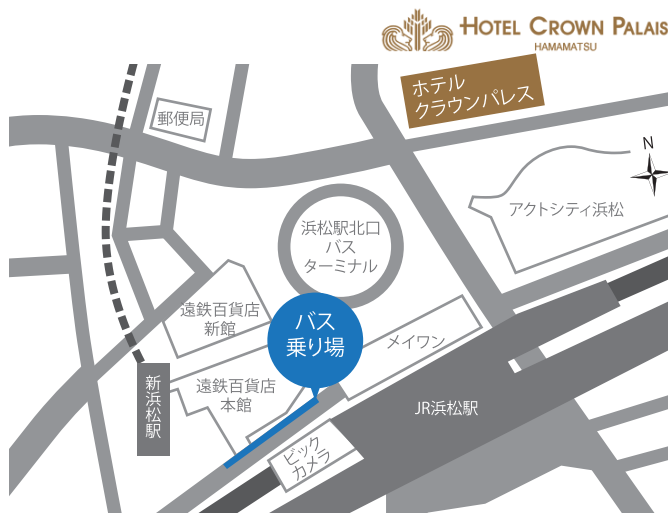 HOTEL CROWN PALAIS
HAMAMATSU
ホテル
クラウンパレス
郵便局
N
アクトシティ浜松
浜松駅北口
バス
ターミナル
遠鉄百貨店
新館
バス
乗り場
メイワン
新浜松駅
遠鉄百貨店
本館
JR浜松駅
ビック
カメラ